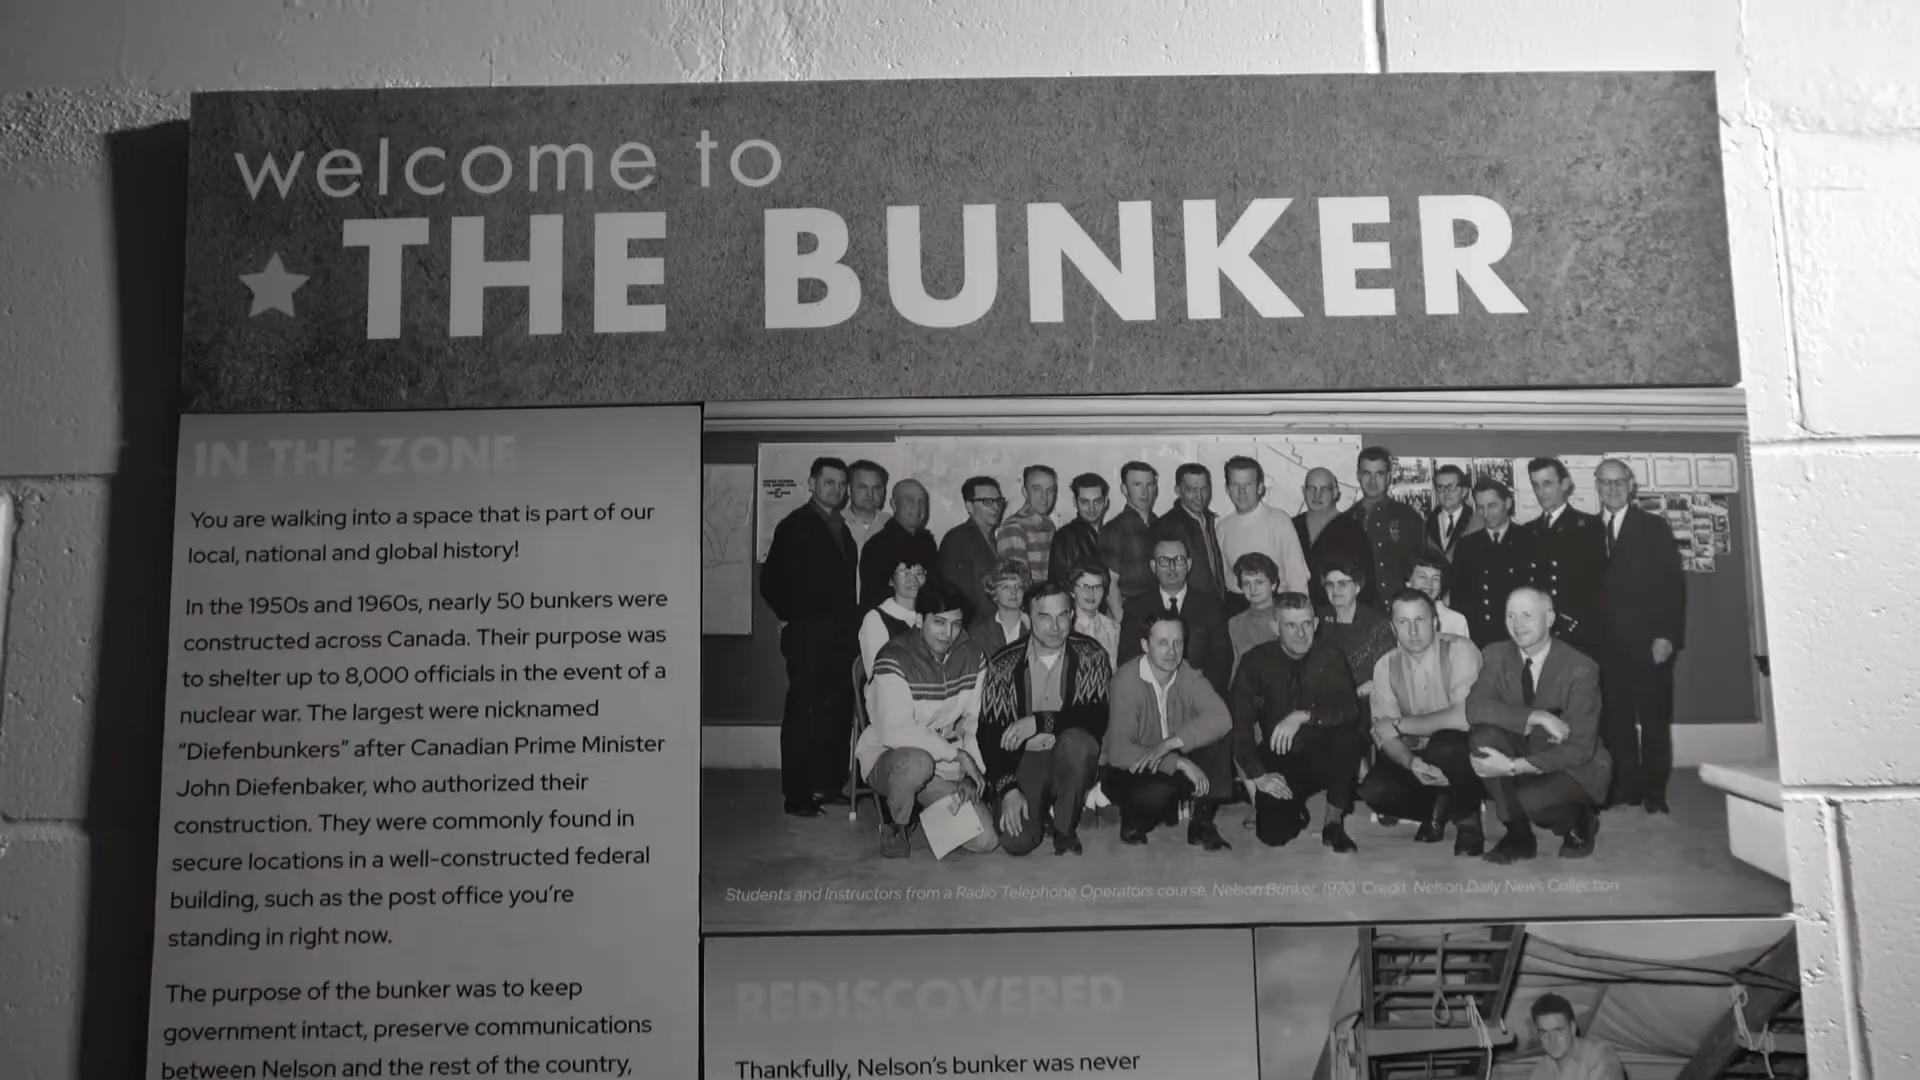 welcome to
THE BUNKER
IN THE ZONE
You are walking into a space that is part of our
local, national and global history!
In the 1950s and 1960s, nearly 50 bunkers were
constructed across Canada. Their purpose was
to shelter up to 8,000 officials in the event of a
nuclear war. The largest were nicknamed
“Diefenbunkers” after Canadian Prime Minister
John Diefenbaker, who authorized their
construction. They were commonly found in
secure locations in a well-constructed federal
building, such as the post office you’re
standing in right now.
The purpose of the bunker was to keep
government intact, preserve communications
between Nelson and the rest of the country,
Students and Instructors from a Radio Telephone Operators course, Nelson Bunker, 1970. Credit: Nelson Daily News Collection
REDISCOVERED
Thankfully, Nelson’s bunker was never